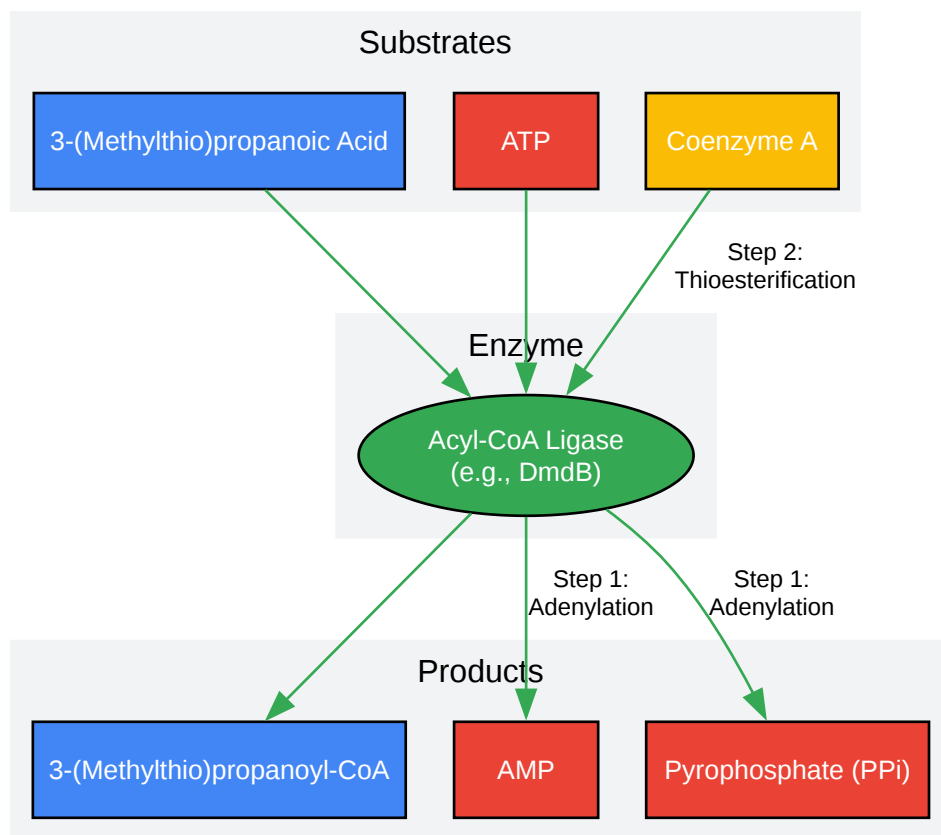 Substrates
3-(Methylthio)propanoic Acid
ATP
Coenzyme A
Step 2:
Thioesterification
Enzyme
Acyl-CoA Ligase
(e.g., DmdB)
Step 1:
Adenylation
Step 1:
Adenylation
Products
3-(Methylthio)propanoyl-CoA
AMP
Pyrophosphate (PPi)